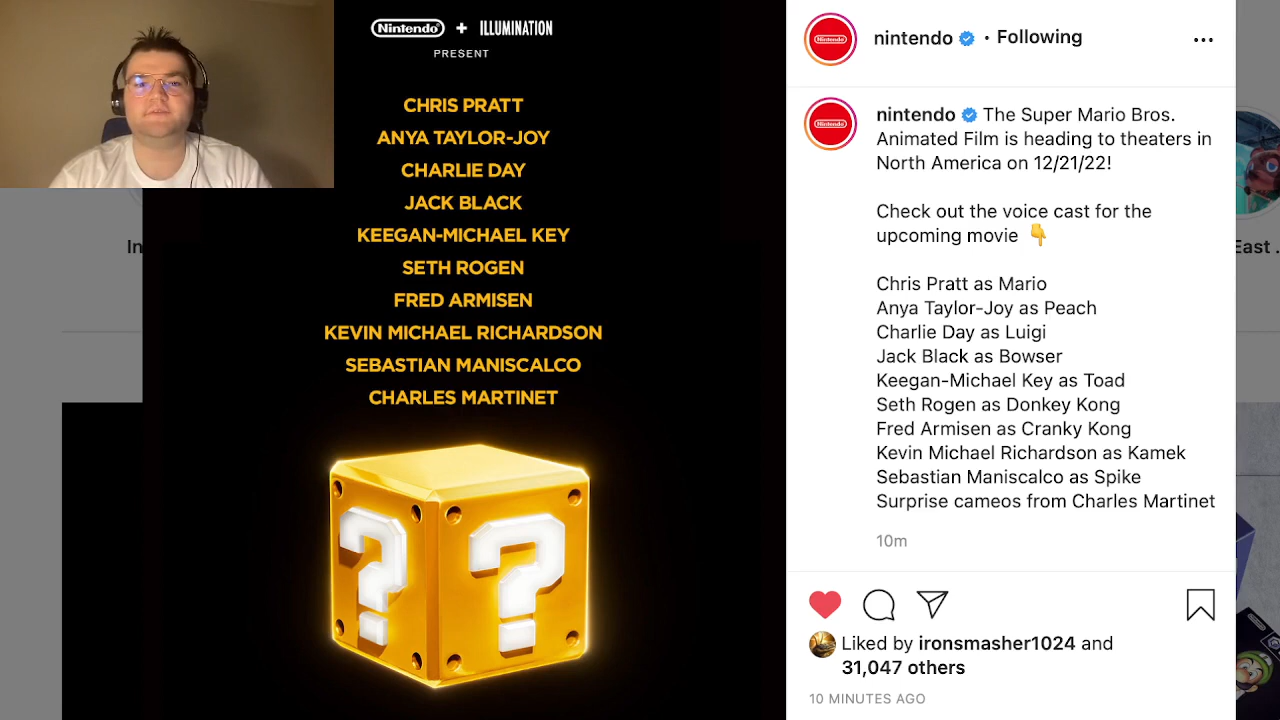 Nintendo + ILLUMINATION
PRESENT
CHRIS PRATT
ANYA TAYLOR-JOY
CHARLIE DAY
JACK BLACK
KEEGAN-MICHAEL KEY
SETH ROGEN
FRED ARMISEN
KEVIN MICHAEL RICHARDSON
SEBASTIAN MANISCALCO
CHARLES MARTINET
? ?
In
Nintendo
nintendo • Following
Nintendo
nintendo The Super Mario Bros.
Animated Film is heading to theaters in
North America on 12/21/22!
Check out the voice cast for the
upcoming movie 👇
Chris Pratt as Mario
Anya Taylor-Joy as Peach
Charlie Day as Luigi
Jack Black as Bowser
Keegan-Michael Key as Toad
Seth Rogen as Donkey Kong
Fred Armisen as Cranky Kong
Kevin Michael Richardson as Kamek
Sebastian Maniscalco as Spike
Surprise cameos from Charles Martinet
10m
Liked by ironsmasher1024 and
31,047 others
10 MINUTES AGO
East .